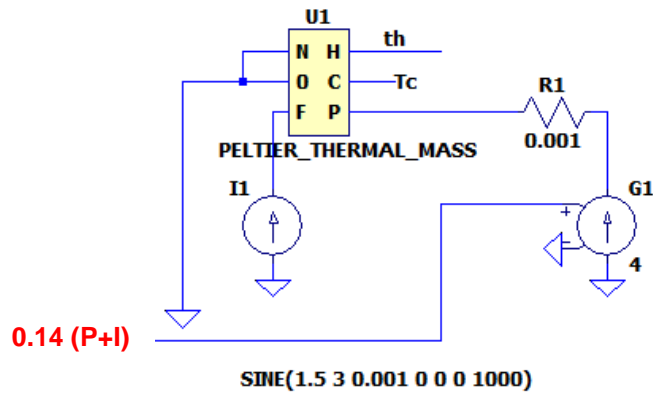 U1
N H th
O C Tc
F P
R1
0.001
PELTIER_THERMAL_MASS
I1
G1
+
-
4
0.14 (P+I)
SINE(1.5 3 0.001 0 0 0 1000)